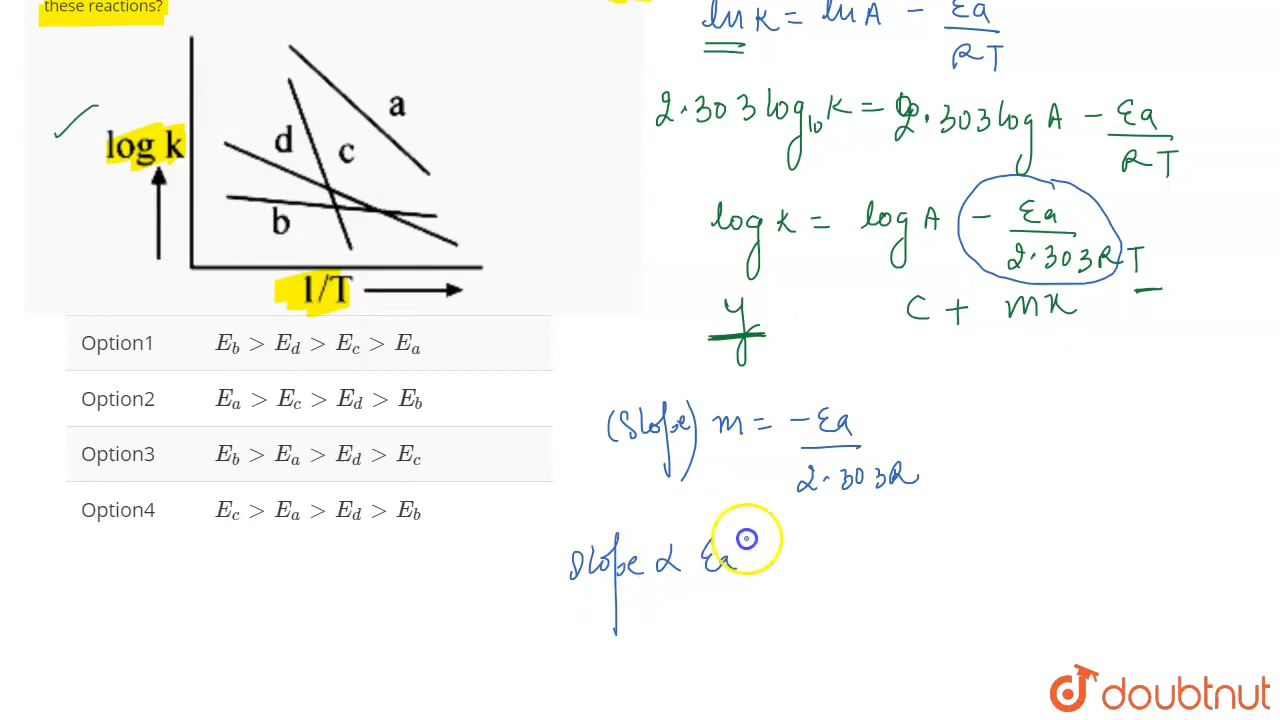 these reactions?
log k
a
d
c
b
1/T
Option1 E_b > E_d > E_c > E_a
Option2 E_a > E_c > E_d > E_b
Option3 E_b > E_a > E_d > E_c
Option4 E_c > E_a > E_d > E_b
ln K = ln A - Ea/RT
2.303 log₁₀ K = 2.303 log A - Ea/RT
log K = log A - Ea/2.303RT
y C + mx
(Slope) m = -Ea/2.303R
Slope α Ea
doubtnut